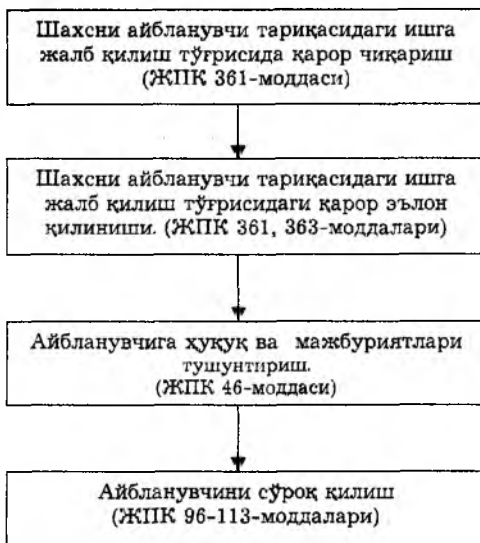 Шахсни айбланувчи тариқасидаги ишга
жалб қилиш тўғрисида қарор чиқариш
(ЖПК 361-моддаси)
Шахсни айбланувчи тариқасидаги ишга
жалб қилиш тўғрисидаги қарор эълон
қилиниши. (ЖПК 361, 363-моддалари)
Айбланувчига ҳуқуқ ва мажбуриятлари
тушунтириш.
(ЖПК 46-моддаси)
Айбланувчини сўроқ қилиш
(ЖПК 96-113-моддалари)